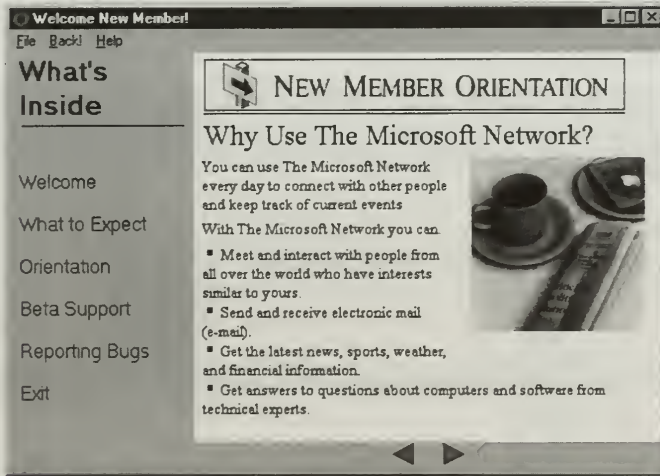 Welcome New Member!
File Back! Help
What's
Inside
Welcome
What to Expect
Orientation
Beta Support
Reporting Bugs
Exit
NEW MEMBER ORIENTATION
Why Use The Microsoft Network?
You can use The Microsoft Network
every day to connect with other people
and keep track of current events
With The Microsoft Network you can
▪ Meet and interact with people from
all over the world who have interests
similar to yours.
▪ Send and receive electronic mail
(e-mail).
▪ Get the latest news, sports, weather,
and financial information.
▪ Get answers to questions about computers and software from
technical experts.